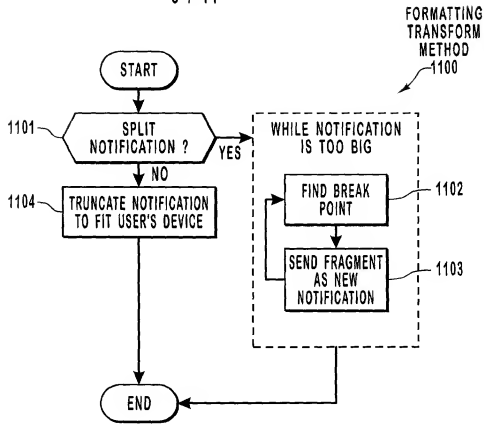 FORMATTING
TRANSFORM
METHOD
1100
START
1101
SPLIT
NOTIFICATION ?
YES
NO
1104
TRUNCATE NOTIFICATION
TO FIT USER'S DEVICE
WHILE NOTIFICATION
IS TOO BIG
FIND BREAK
POINT
1102
SEND FRAGMENT
AS NEW
NOTIFICATION
1103
END